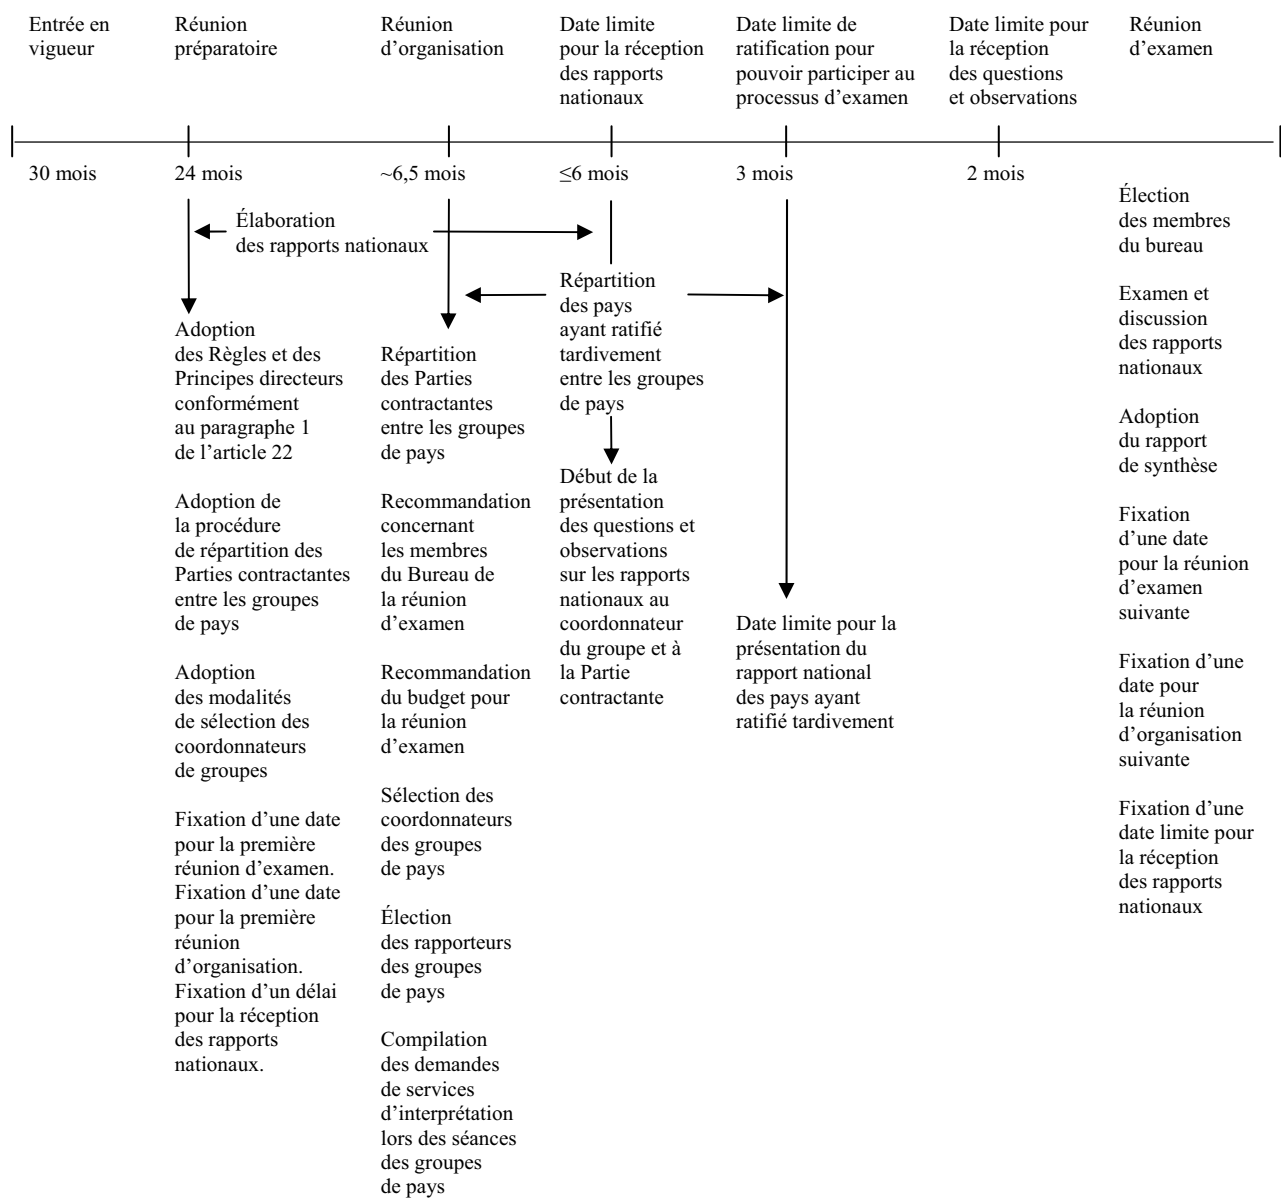 Entrée en
vigueur
Réunion
préparatoire
Réunion
d’organisation
Date limite
pour la réception
des rapports
nationaux
Date limite de
ratification pour
pouvoir participer au
processus d’examen
Date limite pour
la réception
des questions
et observations
Réunion
d’examen
30 mois
24 mois
~6,5 mois
≤6 mois
3 mois
2 mois
Élaboration
des rapports nationaux
Répartition
des pays
ayant ratifié
tardivement
entre les groupes
de pays
Adoption
des Règles et des
Principes directeurs
conformément
au paragraphe 1
de l’article 22
Adoption de
la procédure
de répartition des
Parties contractantes
entre les groupes
de pays
Adoption
des modalités
de sélection des
coordonnateurs
de groupes
Fixation d’une date
pour la première
réunion d’examen.
Fixation d’une date
pour la première
réunion
d’organisation.
Fixation d’un délai
pour la réception
des rapports
nationaux.
Répartition
des Parties
contractantes
entre les groupes
de pays
Recommandation
concernant
les membres
du Bureau de
la réunion
d’examen
Recommandation
du budget pour
la réunion
d’examen
Sélection des
coordonnateurs
des groupes
de pays
Élection
des rapporteurs
des groupes
de pays
Compilation
des demandes
de services
d’interprétation
lors des séances
des groupes
de pays
Début de la
présentation
des questions et
observations
sur les rapports
nationaux au
coordonnateur
du groupe et à
la Partie
contractante
Date limite pour la
présentation du
rapport national
des pays ayant
ratifié tardivement
Élection
des membres
du bureau
Examen et
discussion
des rapports
nationaux
Adoption
du rapport
de synthèse
Fixation
d’une date
pour la réunion
d’examen
suivante
Fixation d’une
date pour
la réunion
d’organisation
suivante
Fixation d’une
date limite pour
la réception
des rapports
nationaux